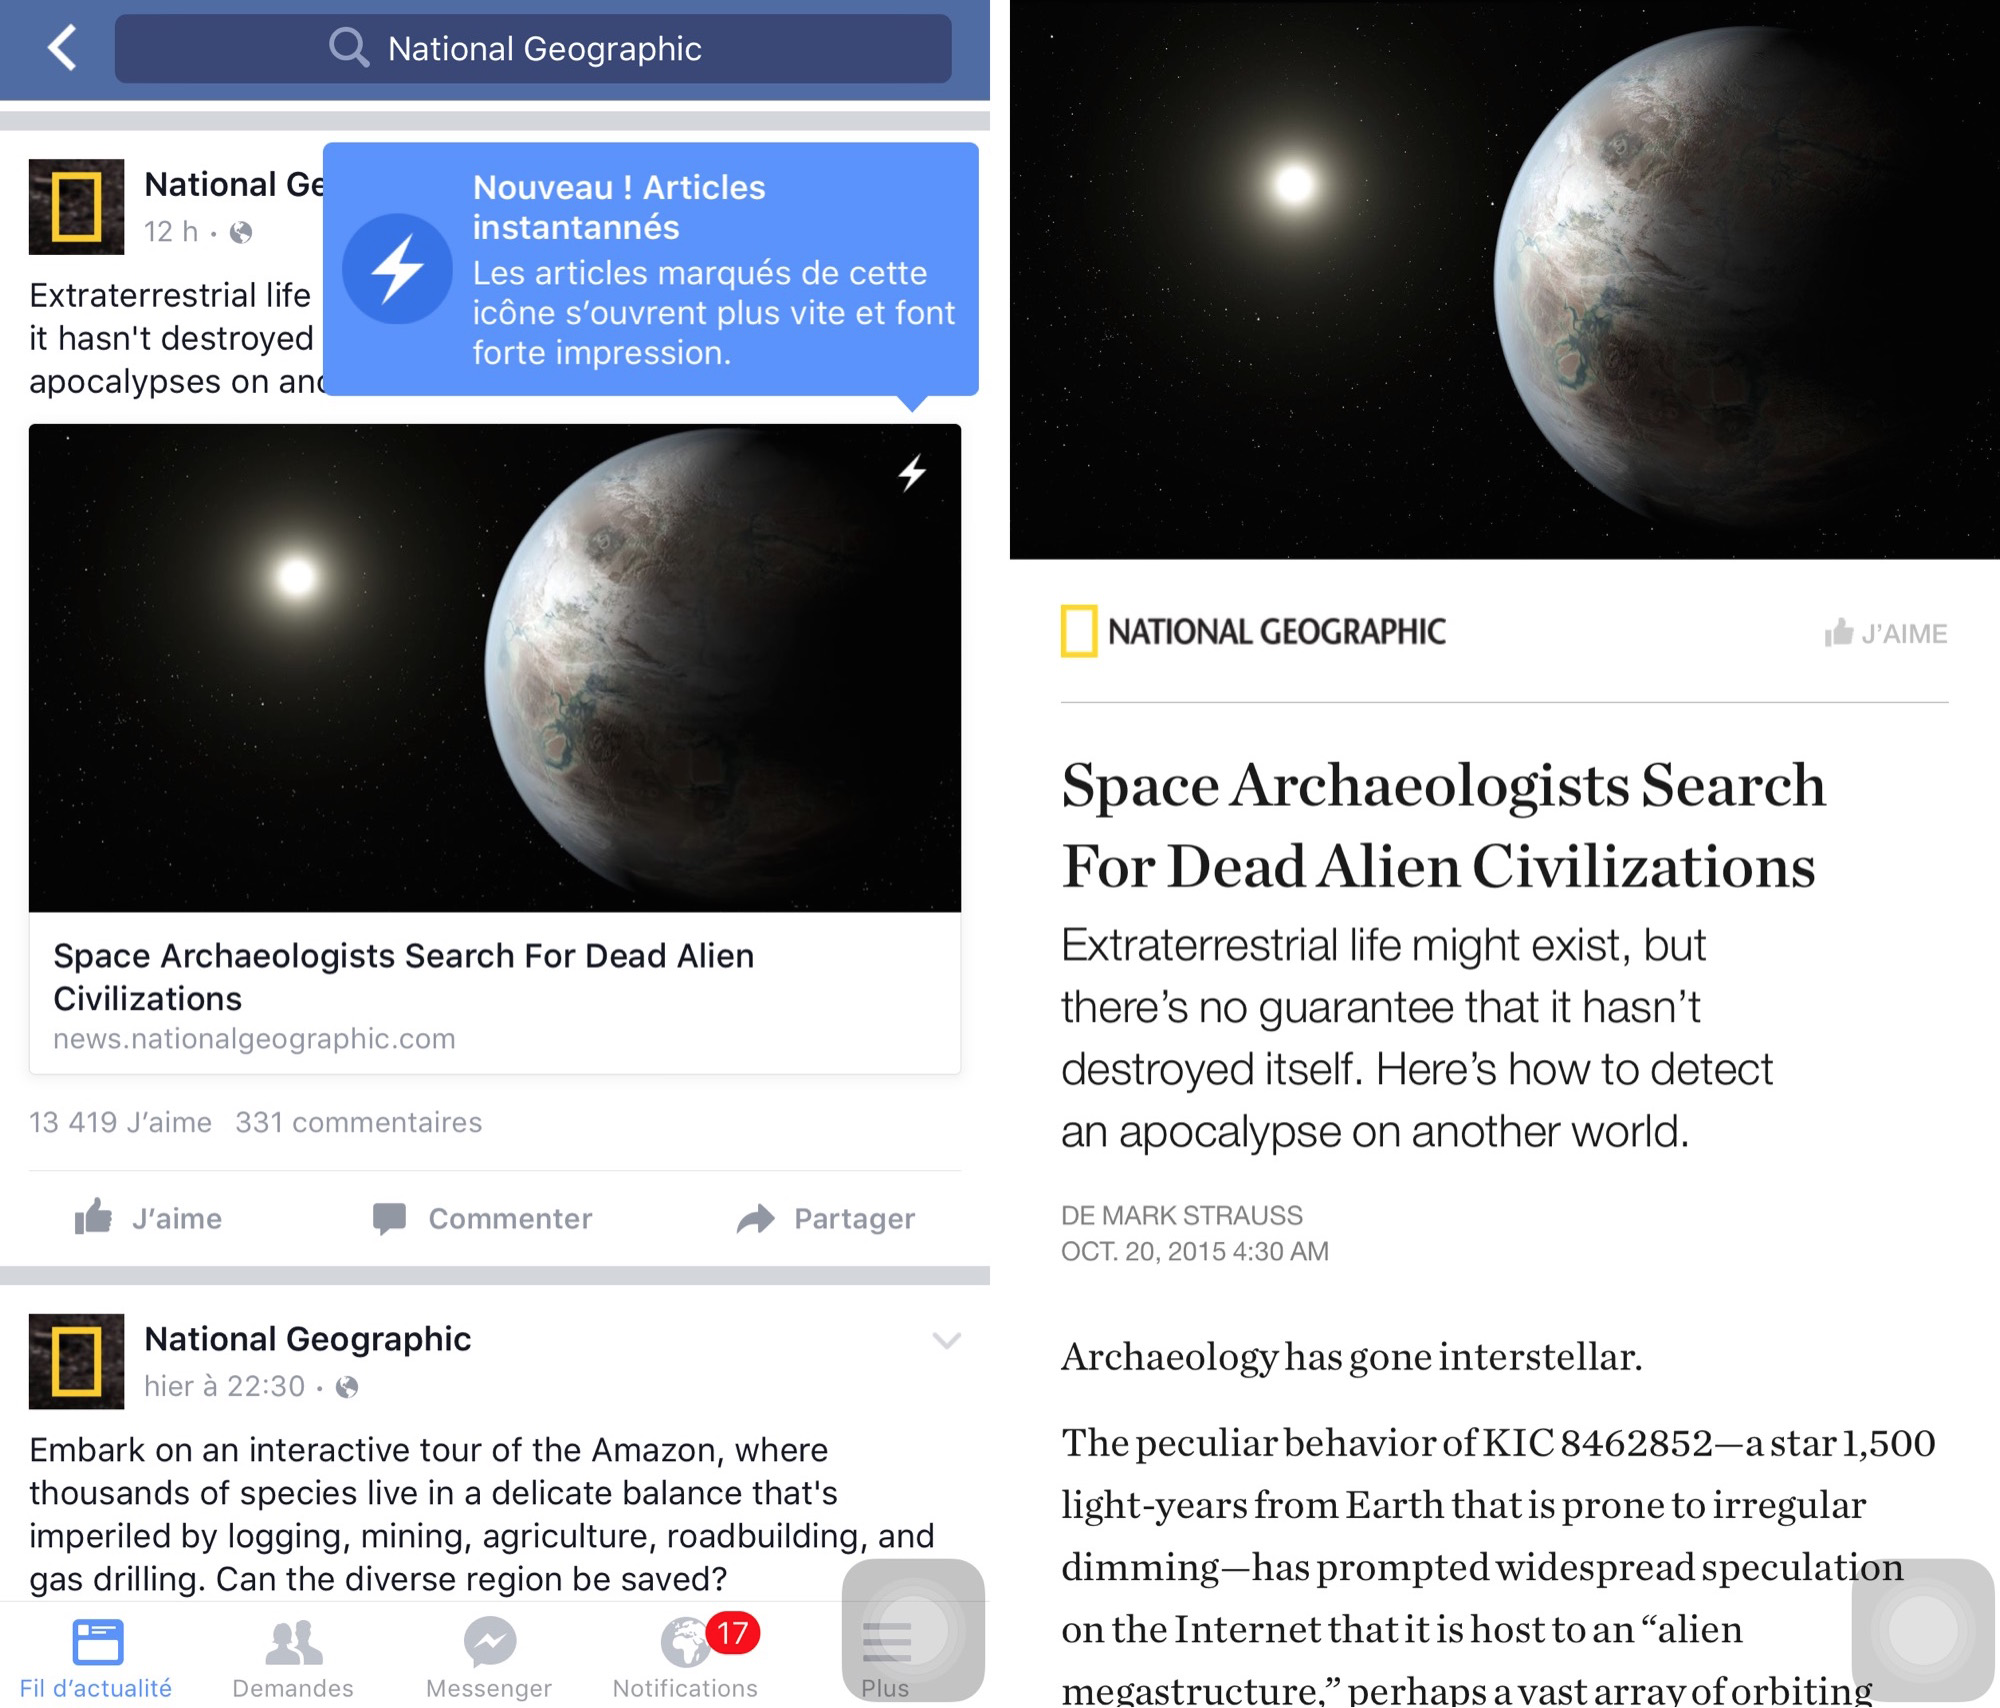 National Geographic
National Ge
12 h
Nouveau ! Articles
instantannés
Les articles marqués de cette
icône s’ouvrent plus vite et font
forte impression.
Extraterrestrial life
it hasn't destroyed
apocalypses on
Space Archaeologists Search For Dead Alien
Civilizations
news.nationalgeographic.com
13 419 J’aime 331 commentaires
J’aime Commenter Partager
National Geographic
hier à 22:30
Embark on an interactive tour of the Amazon, where
thousands of species live in a delicate balance that's
imperiled by logging, mining, agriculture, roadbuilding, and
gas drilling. Can the diverse region be saved?
17
Fil d’actualité Demandes Messenger Notifications Plus
NATIONAL GEOGRAPHIC
J’AIME
Space Archaeologists Search
For Dead Alien Civilizations
Extraterrestrial life might exist, but
there’s no guarantee that it hasn’t
destroyed itself. Here’s how to detect
an apocalypse on another world.
DE MARK STRAUSS
OCT. 20, 2015 4:30 AM
Archaeology has gone interstellar.
The peculiar behavior of KIC 8462852—a star 1,500
light-years from Earth that is prone to irregular
dimming—has prompted widespread speculation
on the Internet that it is host to an “alien
megastructure,” perhaps a vast array of orbiting